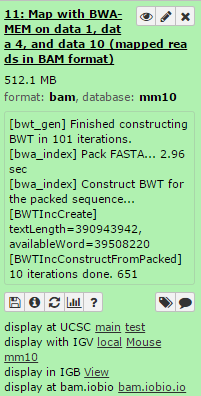 11: Map with BWA-
MEM on data 1, dat
a 4, and data 10 (mapped rea
ds in BAM format)
512.1 MB
format: bam, database: mm10
[bwt_gen] Finished constructing
BWT in 101 iterations.
[bwa_index] Pack FASTA... 2.96
sec
[bwa_index] Construct BWT for
the packed sequence...
[BWTIncCreate]
textLength=390943942,
availableWord=39508220
[BWTIncConstructFromPacked]
10 iterations done. 651
?
display at UCSC main test
display with IGV local Mouse
mm10
display in IGB View
display at bam.iobio bam.iobio.io